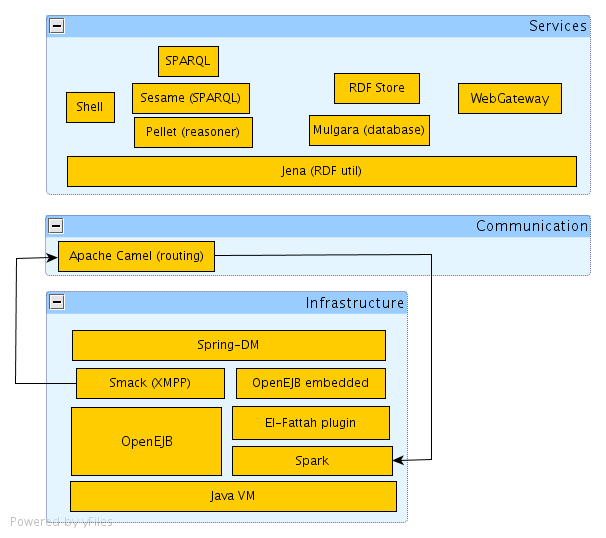 Services
SPARQL
RDF Store
Sesame (SPARQL)
WebGateway
Shell
Pellet (reasoner)
Mulgara (database)
Jena (RDF util)
Communication
Apache Camel (routing)
Infrastructure
Spring-DM
Smack (XMPP)
OpenEJB embedded
El-Fattah plugin
OpenEJB
Spark
Java VM
Powered by yFiles